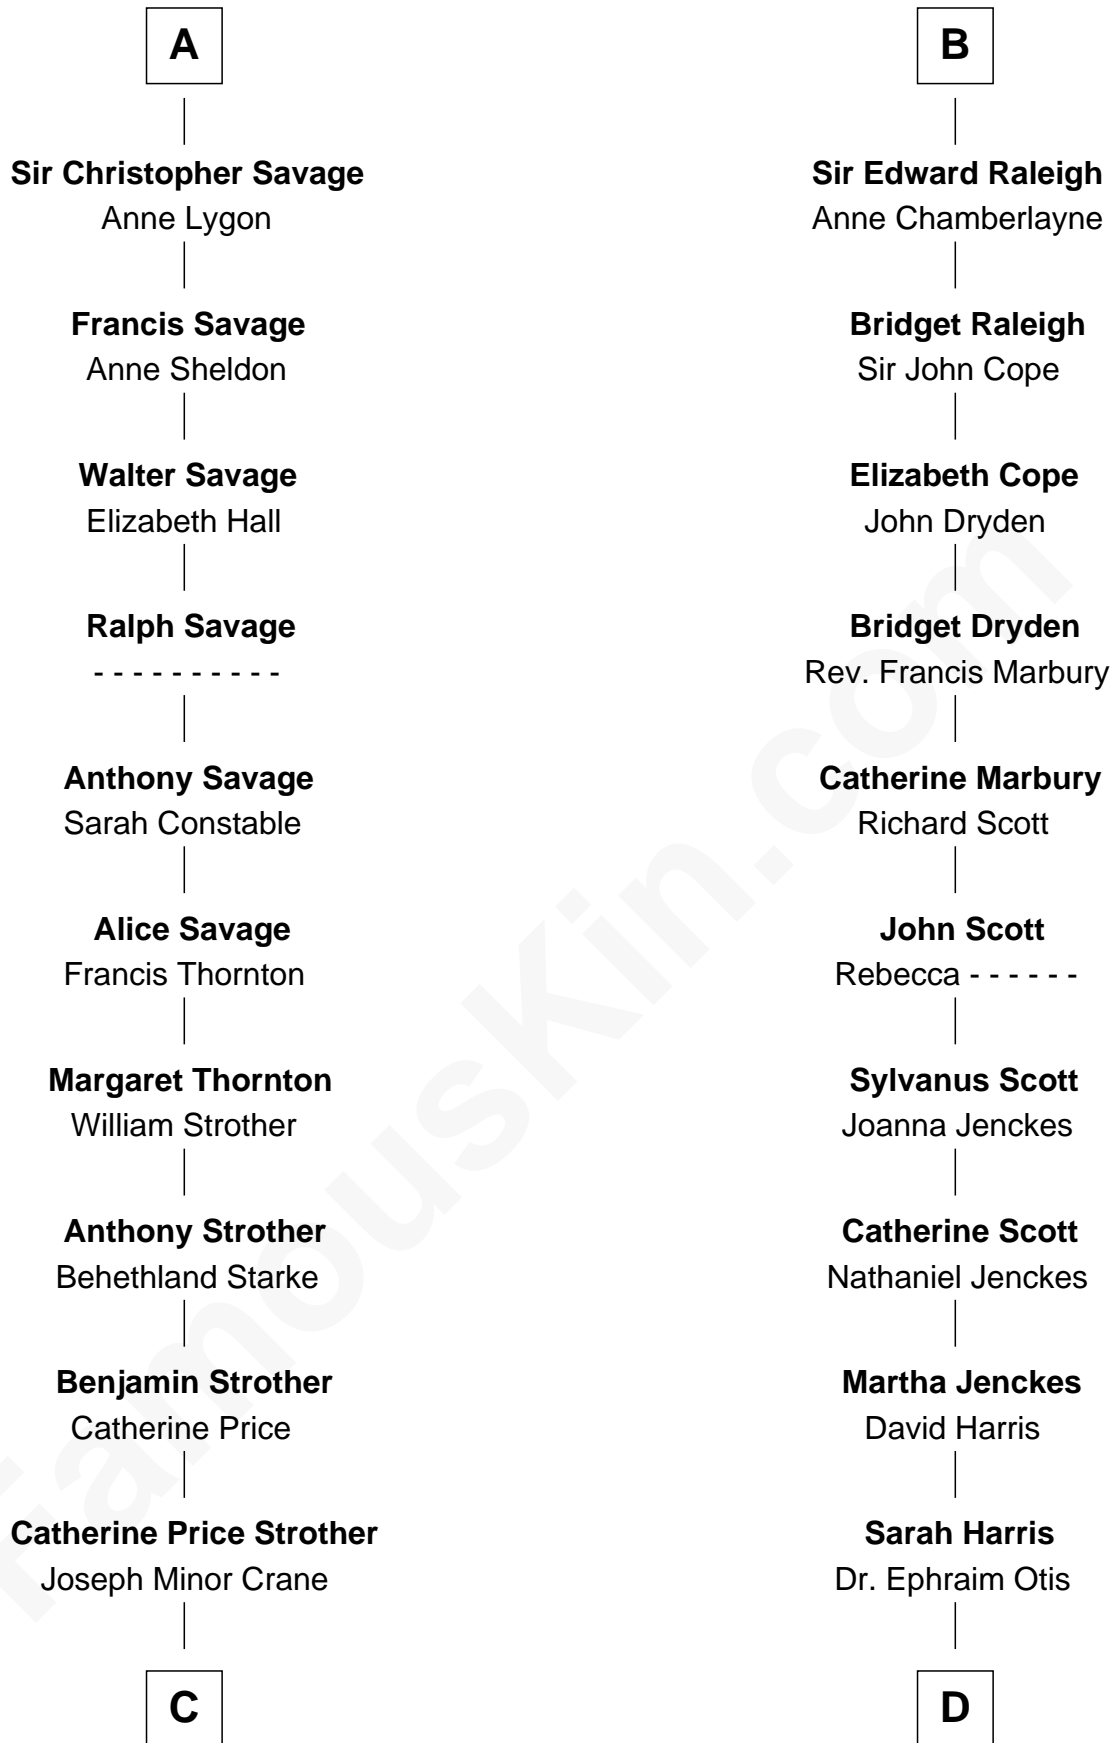 A
Sir Christopher Savage
Anne Lygon
Francis Savage
Anne Sheldon
Walter Savage
Elizabeth Hall
Ralph Savage
- - - - - - - - - -
Anthony Savage
Sarah Constable
Alice Savage
Francis Thornton
Margaret Thornton
William Strother
Anthony Strother
Behethland Starke
Benjamin Strother
Catherine Price
Catherine Price Strother
Joseph Minor Crane
C
B
Sir Edward Raleigh
Anne Chamberlayne
Bridget Raleigh
Sir John Cope
Elizabeth Cope
John Dryden
Bridget Dryden
Rev. Francis Marbury
Catherine Marbury
Richard Scott
John Scott
Rebecca - - - - - -
Sylvanus Scott
Joanna Jenckes
Catherine Scott
Nathaniel Jenckes
Martha Jenckes
David Harris
Sarah Harris
Dr. Ephraim Otis
D
FamousKin.com